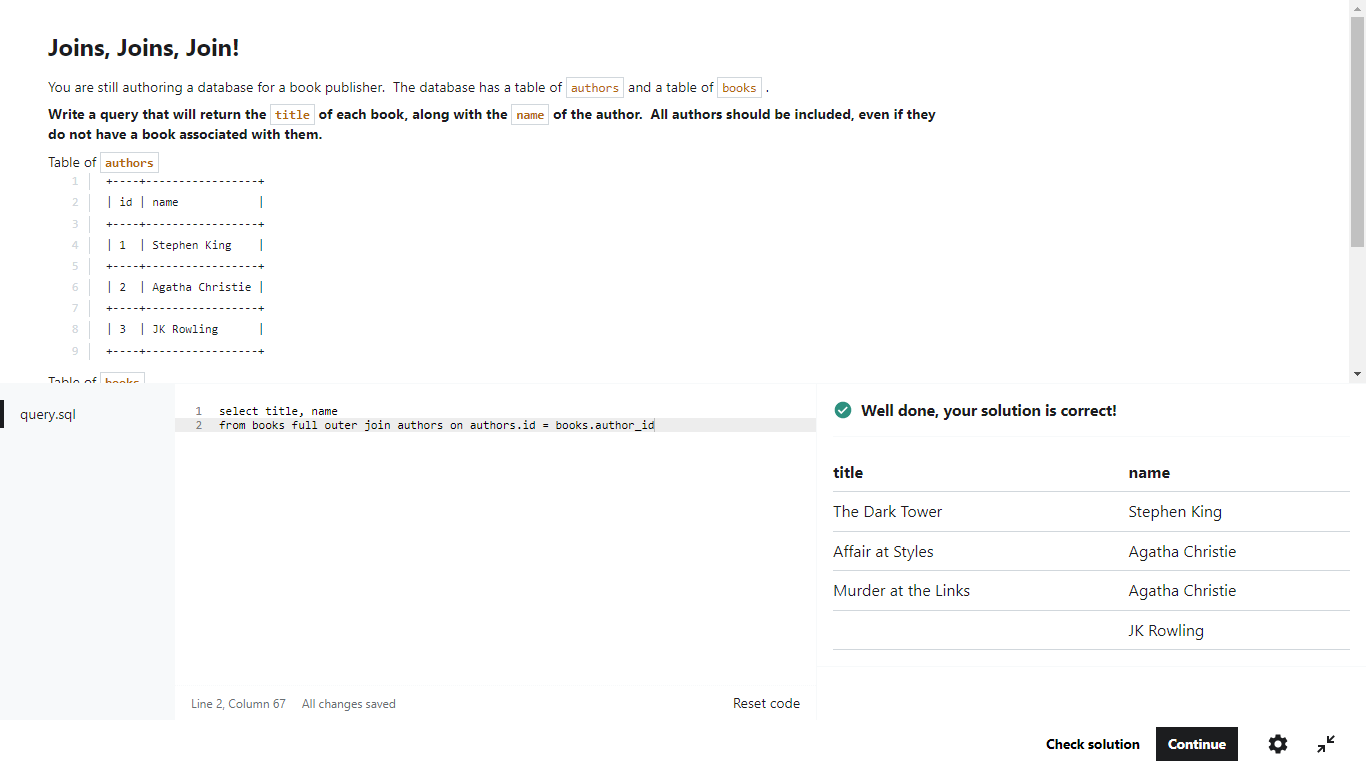 Joins, Joins, Join!
You are still authoring a database for a book publisher.  The database has a table of authors and a table of books .
Write a query that will return the title of each book, along with the name of the author.  All authors should be included, even if they
do not have a book associated with them.
Table of authors
1 +----+-----------------+
2 | id | name            |
3 +----+-----------------+
4 | 1  | Stephen King    |
5 +----+-----------------+
6 | 2  | Agatha Christie |
7 +----+-----------------+
8 | 3  | JK Rowling      |
9 +----+-----------------+
Table of books
query.sql
1 select title, name
2 from books full outer join authors on authors.id = books.author_id
Line 2, Column 67 All changes saved
Reset code
Well done, your solution is correct!
title name
The Dark Tower Stephen King
Affair at Styles Agatha Christie
Murder at the Links Agatha Christie
JK Rowling
Check solution Continue